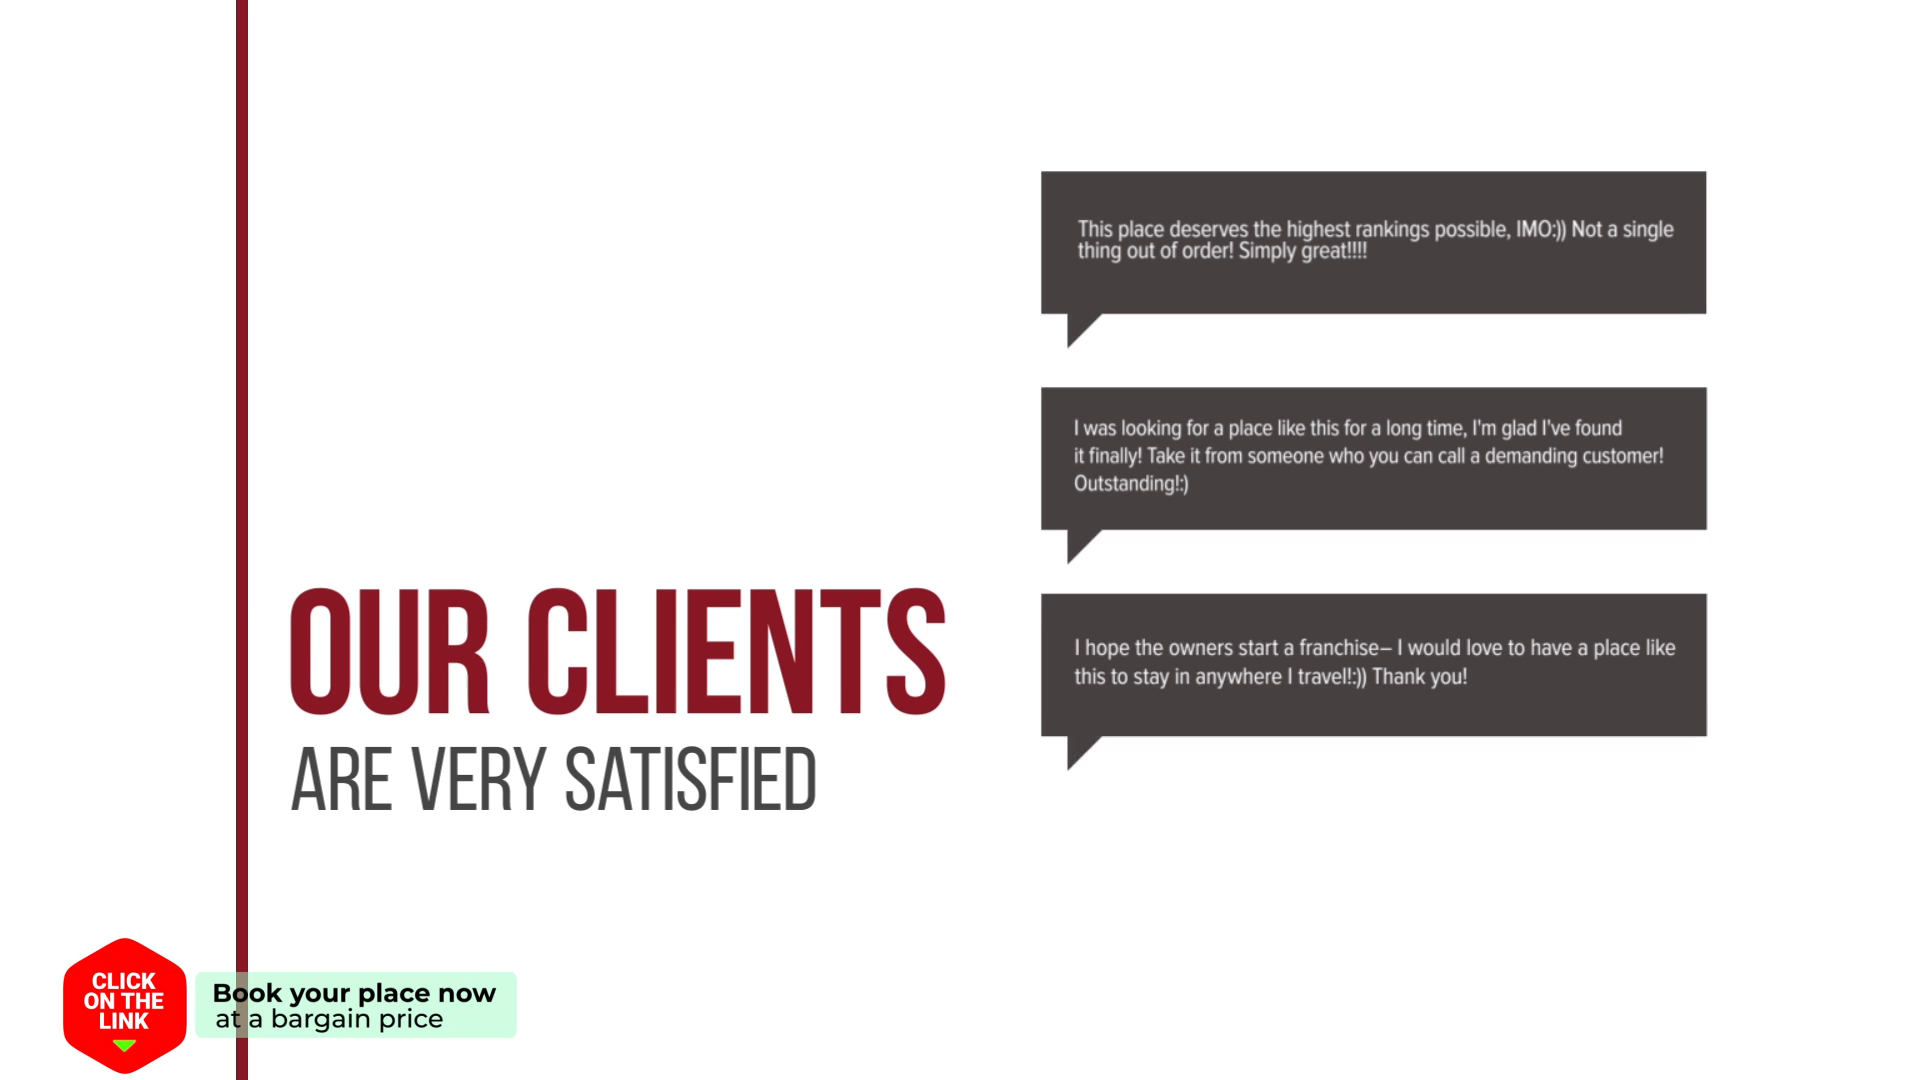 This place deserves the highest rankings possible, IMO:)) Not a single
thing out of order! Simply great!!!!
I was looking for a place like this for a long time, I'm glad I've found
it finally! Take it from someone who you can call a demanding customer!
Outstanding!:)
I hope the owners start a franchise– I would love to have a place like
this to stay in anywhere I travel!:)) Thank you!
OUR CLIENTS
ARE VERY SATISFIED
CLICK
ON THE
LINK
Book your place now
at a bargain price